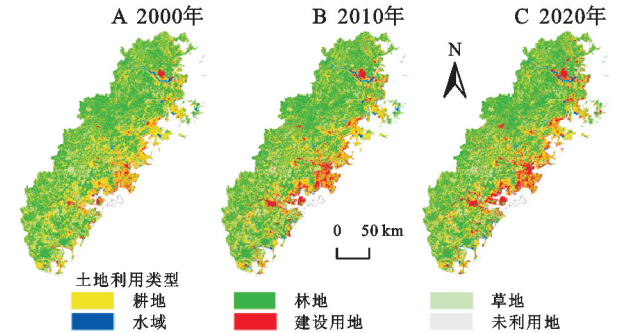 A 2000年
B 2010年
C 2020年
N
0 50 km
土地利用类型
耕地 林地 草地
水域 建设用地 未利用地